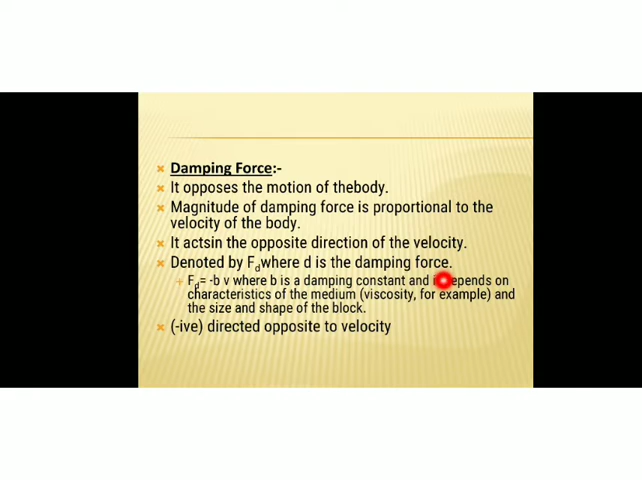 Damping Force:-
It opposes the motion of thebody.
Magnitude of damping force is proportional to the
velocity of the body.
It actsin the opposite direction of the velocity.
Denoted by Fdwhere d is the damping force.
Fd= -b v where b is a damping constant and on
characteristics of the medium (viscosity, for example) and
the size and shape of the block.
(-ive) directed opposite to velocity